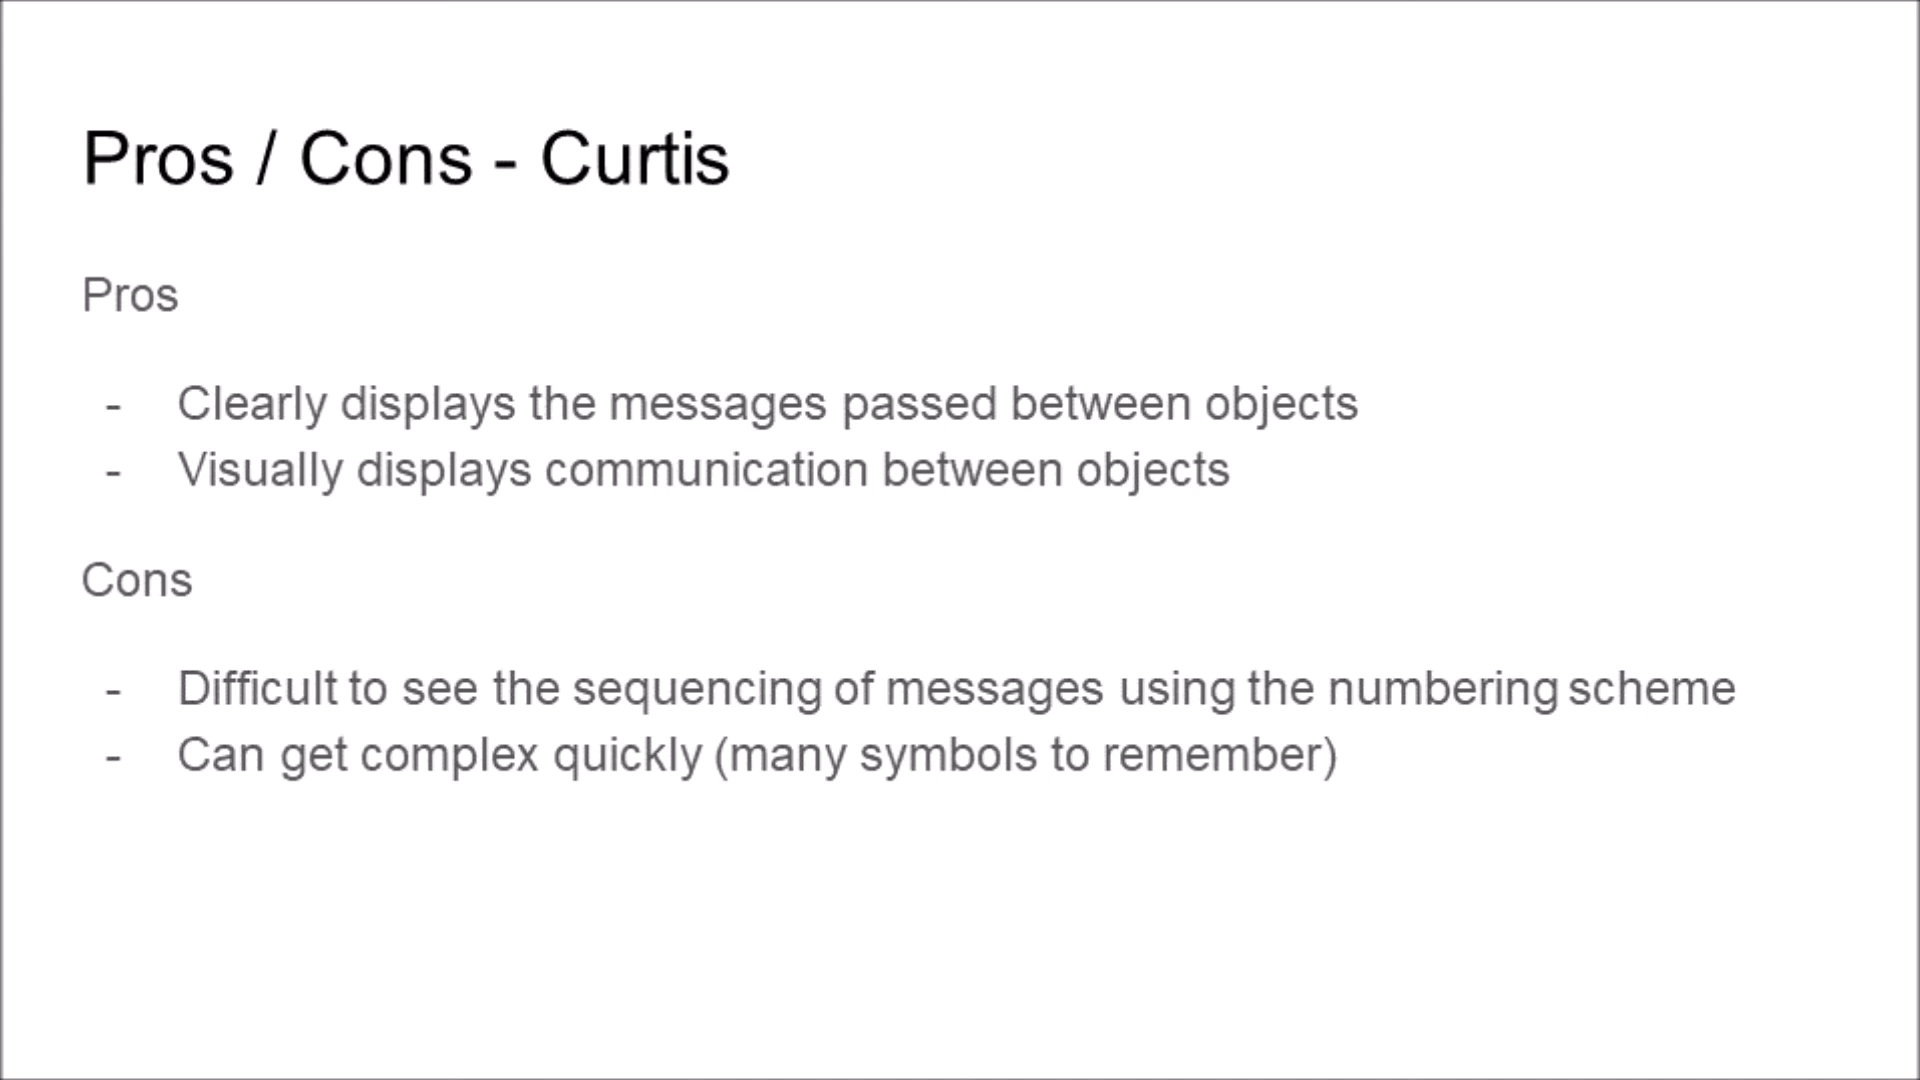 Pros / Cons - Curtis
Pros
- Clearly displays the messages passed between objects
- Visually displays communication between objects
Cons
- Difficult to see the sequencing of messages using the numbering scheme
- Can get complex quickly (many symbols to remember)